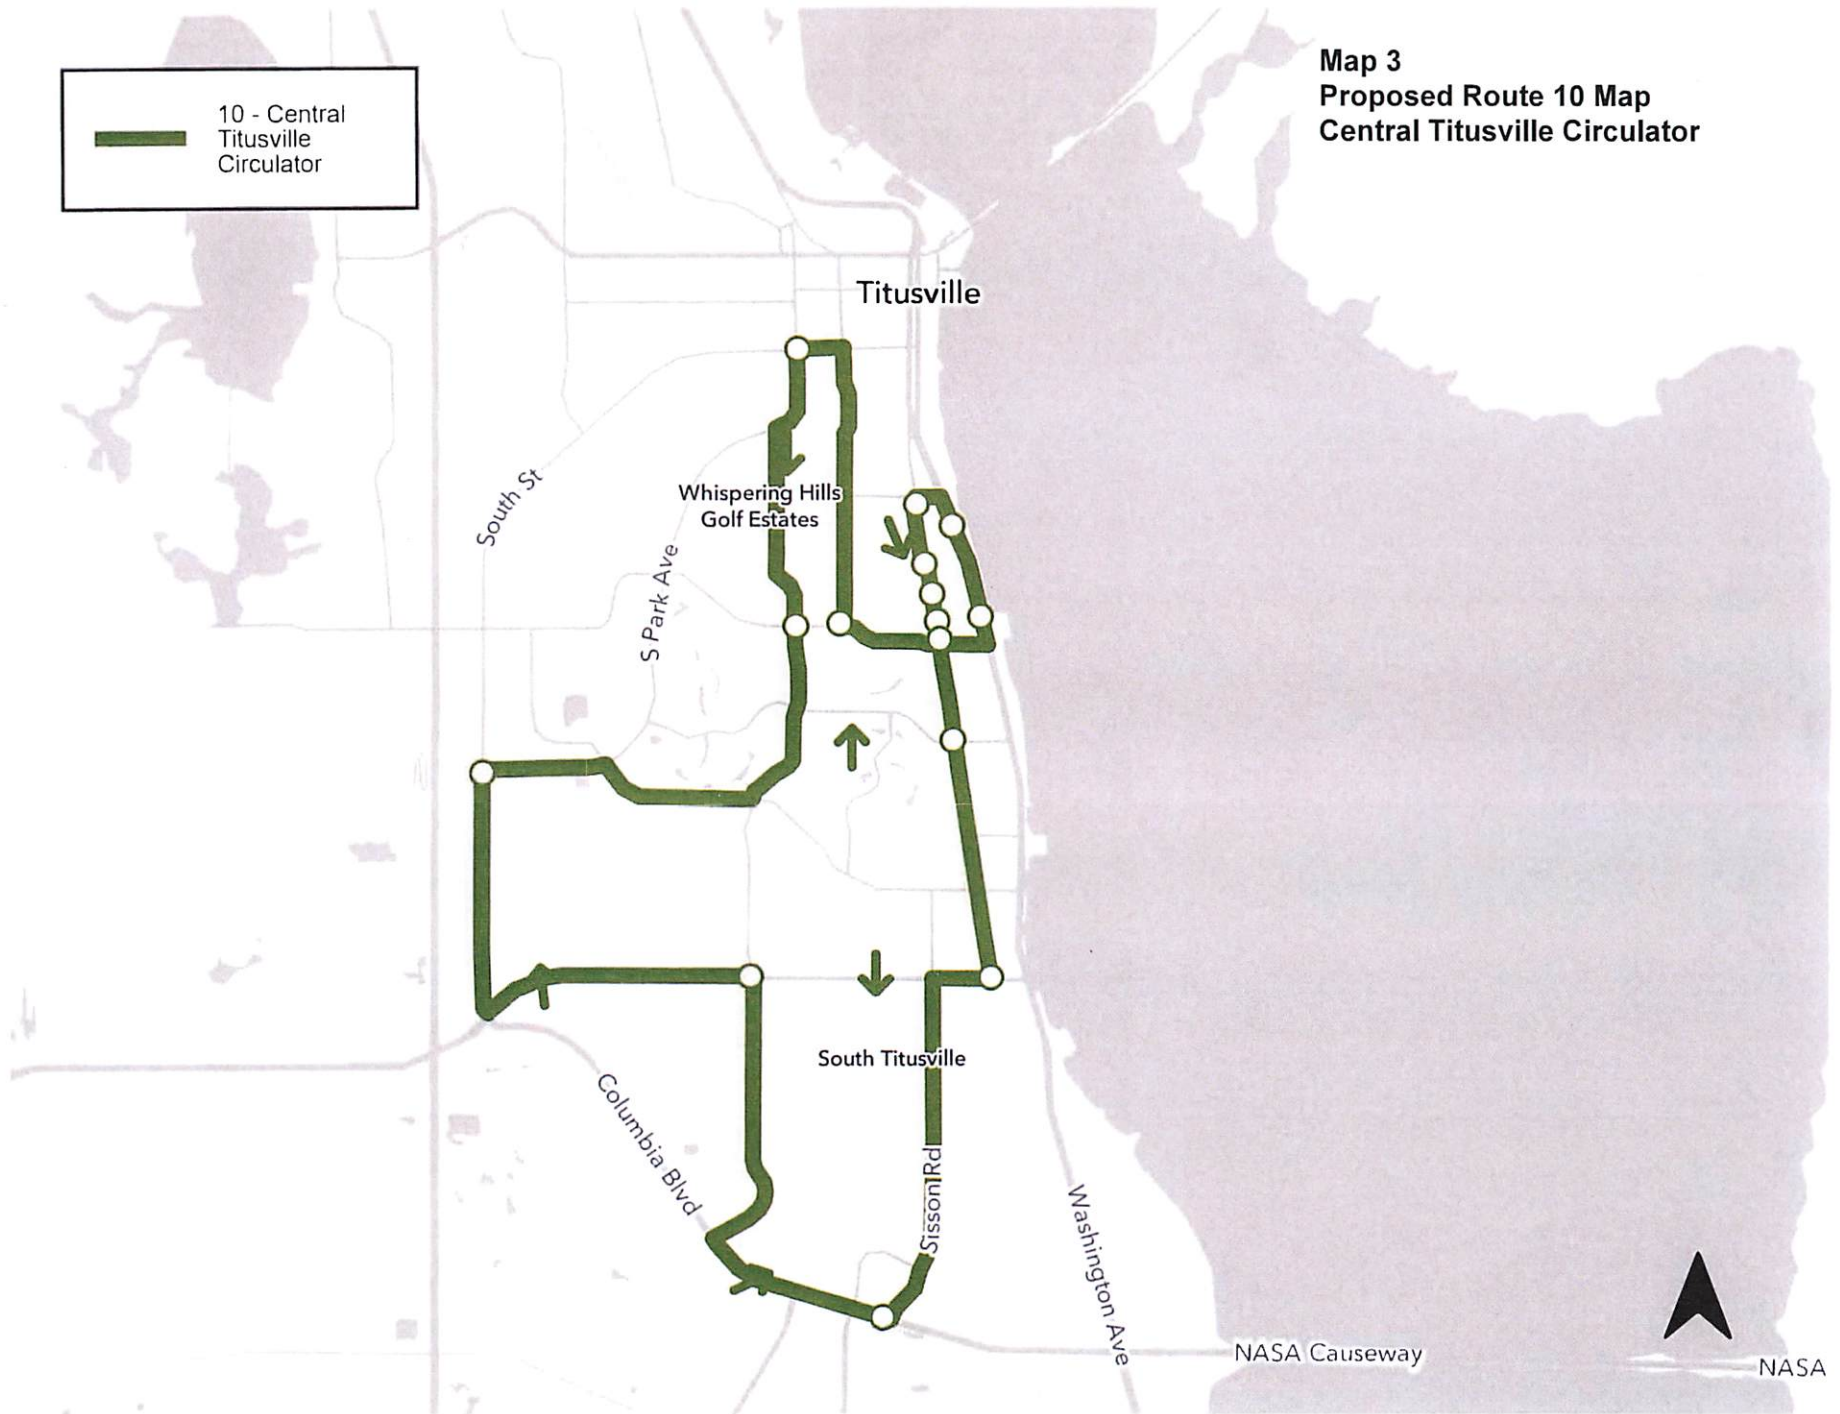 Map 3
Proposed Route 10 Map
Central Titusville Circulator
10 - Central
Titusville
Circulator
Titusville
South St
Whispering Hills
Golf Estates
S Park Ave
South Titusville
Columbia Blvd
Sisson Rd
Washington Ave
NASA Causeway
NASA